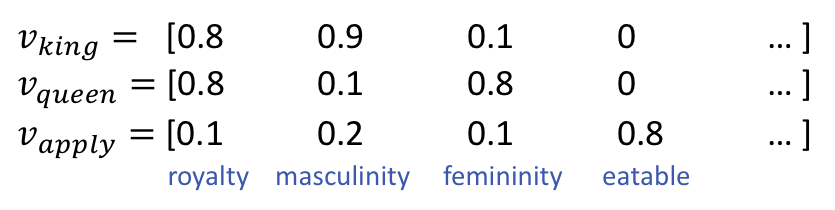 v_king = [0.8 0.9 0.1 0 ... ]
v_queen = [0.8 0.1 0.8 0 ... ]
v_apply = [0.1 0.2 0.1 0.8 ... ]
royalty masculinity femininity eatable